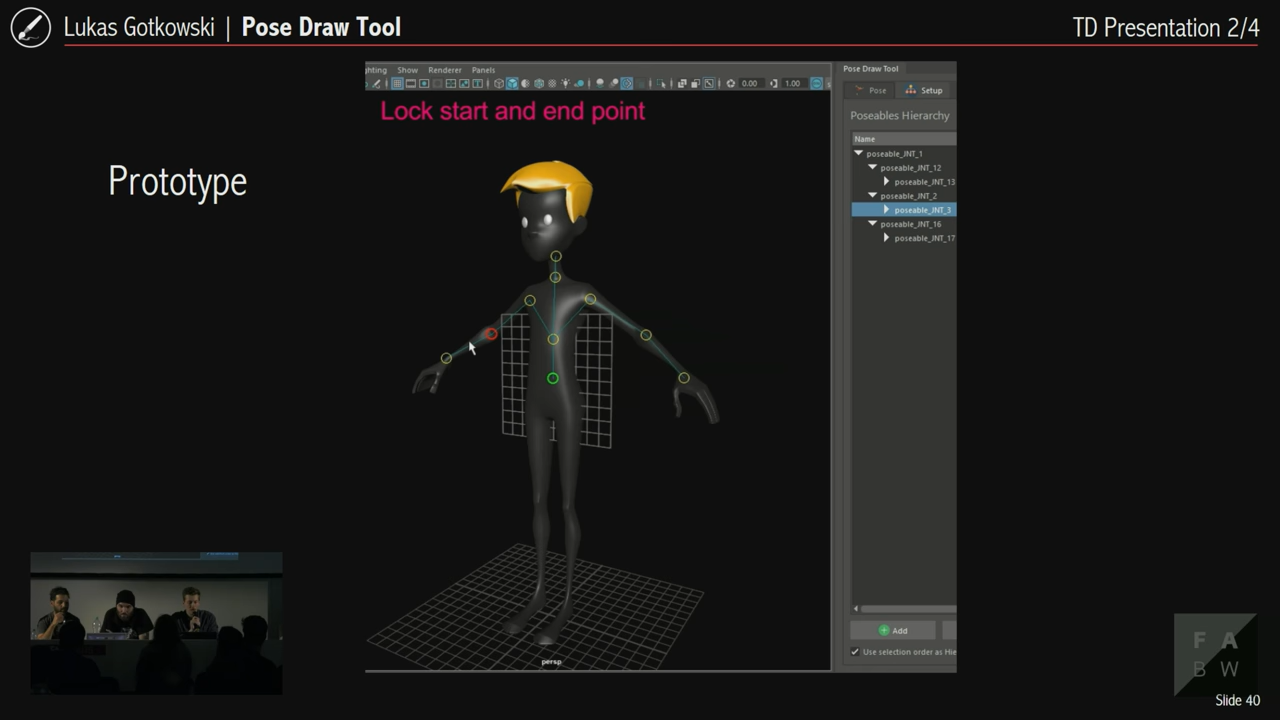 Lukas Gotkowski | Pose Draw Tool
TD Presentation 2/4
Prototype
ghting Show Renderer Panels
0.00 1.00
Lock start and end point
persp
Pose Draw Tool
Pose Setup
Poseables Hierarchy
Name
poseable_JNT_1
poseable_JNT_12
poseable_JNT_13
poseable_JNT_2
poseable_JNT_3
poseable_JNT_16
poseable_JNT_17
Add
Use selection order as Hie
F A
B W
Slide 40